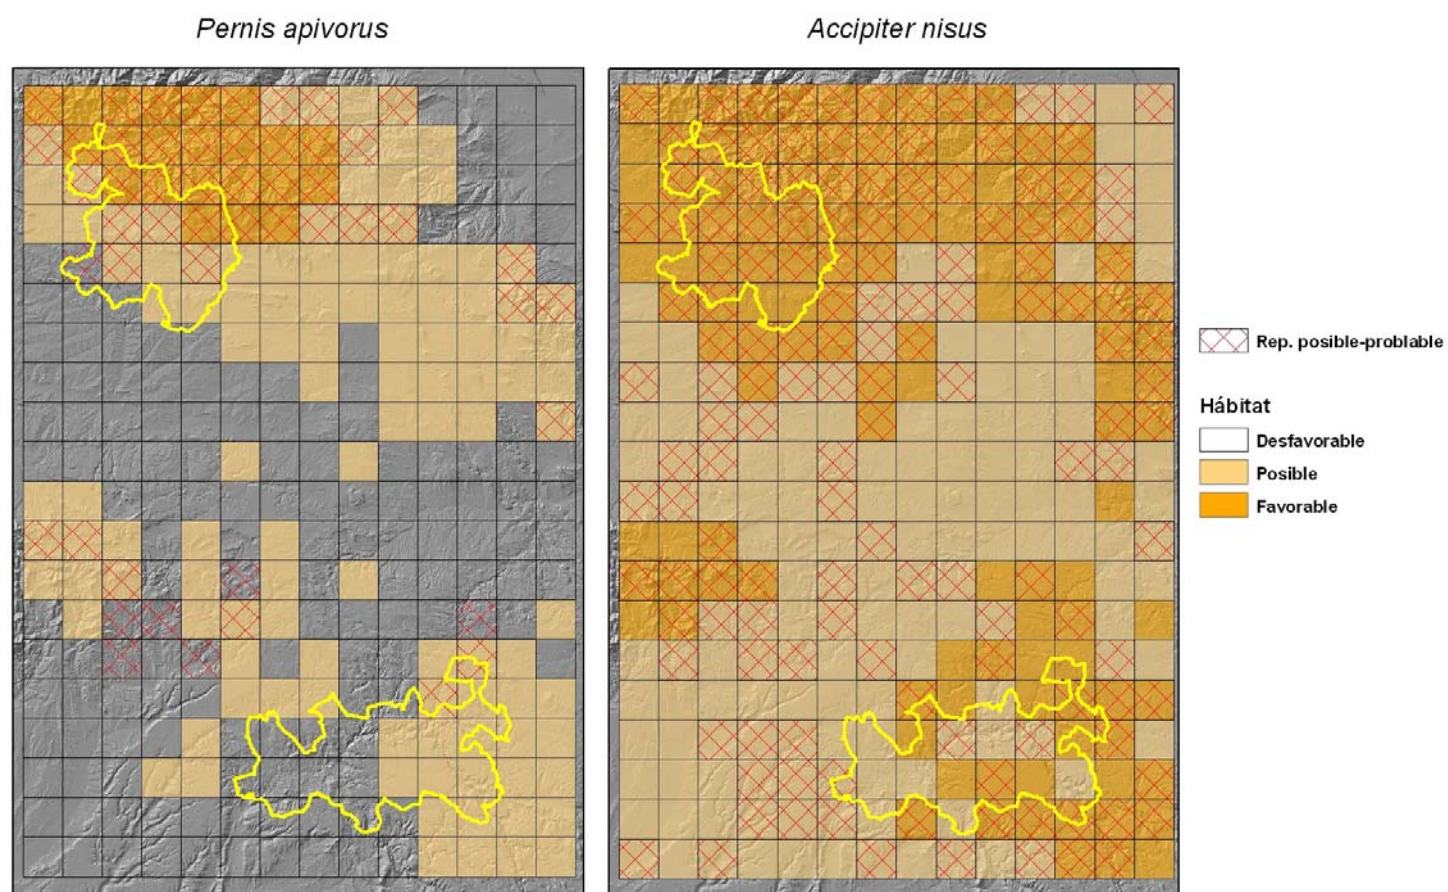 Pernis apivorus
Accipiter nisus
Rep. posible-problable
Hábitat
Desfavorable
Posible
Favorable